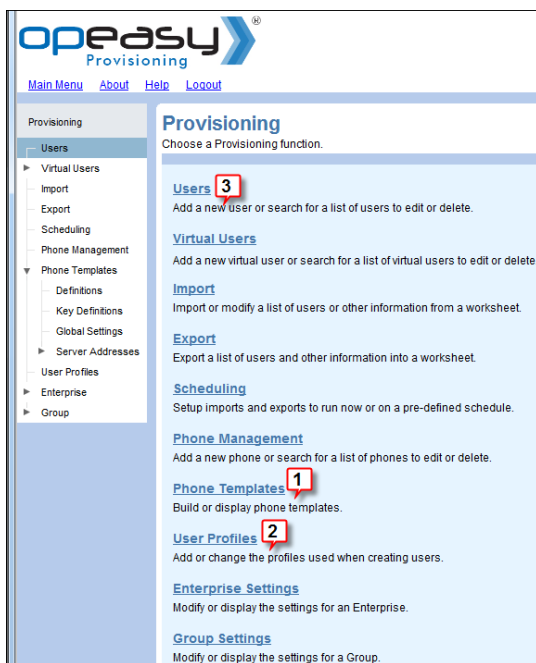 opeasy®
Provisioning
Main Menu About Help Logout
Provisioning
Users
Virtual Users
Import
Export
Scheduling
Phone Management
Phone Templates
Definitions
Key Definitions
Global Settings
Server Addresses
User Profiles
Enterprise
Group
Provisioning
Choose a Provisioning function.
Users 3
Add a new user or search for a list of users to edit or delete.
Virtual Users
Add a new virtual user or search for a list of virtual users to edit or delete
Import
Import or modify a list of users or other information from a worksheet.
Export
Export a list of users and other information into a worksheet.
Scheduling
Setup imports and exports to run now or on a pre-defined schedule.
Phone Management
Add a new phone or search for a list of phones to edit or delete.
Phone Templates 1
Build or display phone templates.
User Profiles 2
Add or change the profiles used when creating users.
Enterprise Settings
Modify or display the settings for an Enterprise.
Group Settings
Modify or display the settings for a Group.